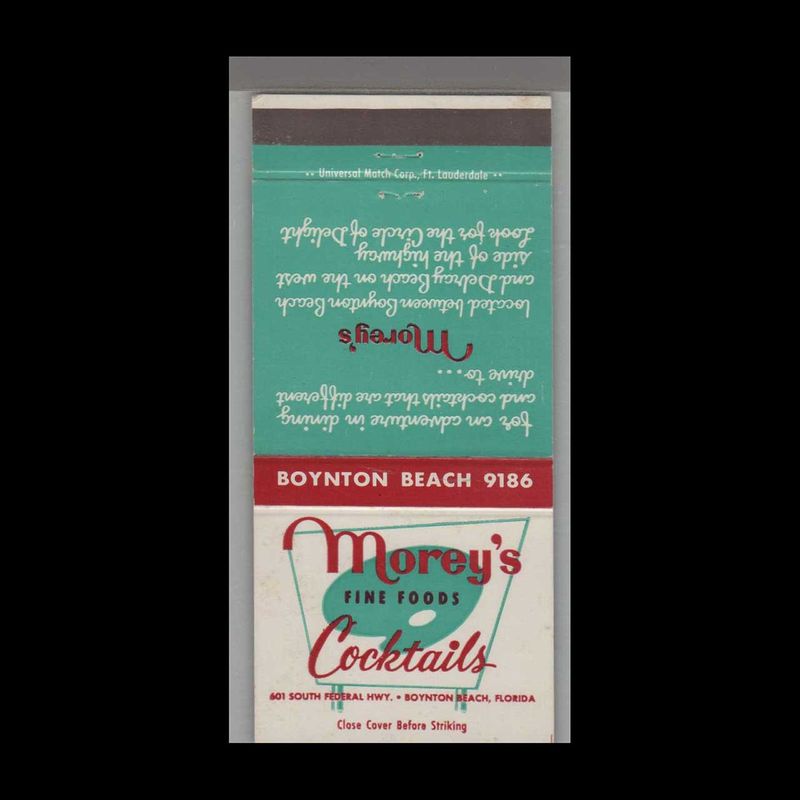 •• Universal Match Corp., Ft. Lauderdale ••
for an adventure in dining
and cocktails that are different
drive to...
Morey's
located between Boynton Beach
and Delray Beach on the west
side of the highway
Look for the Circle of Delight
BOYNTON BEACH 9186
Morey's
FINE FOODS
Cocktails
601 SOUTH FEDERAL HWY. • BOYNTON BEACH, FLORIDA
Close Cover Before Striking